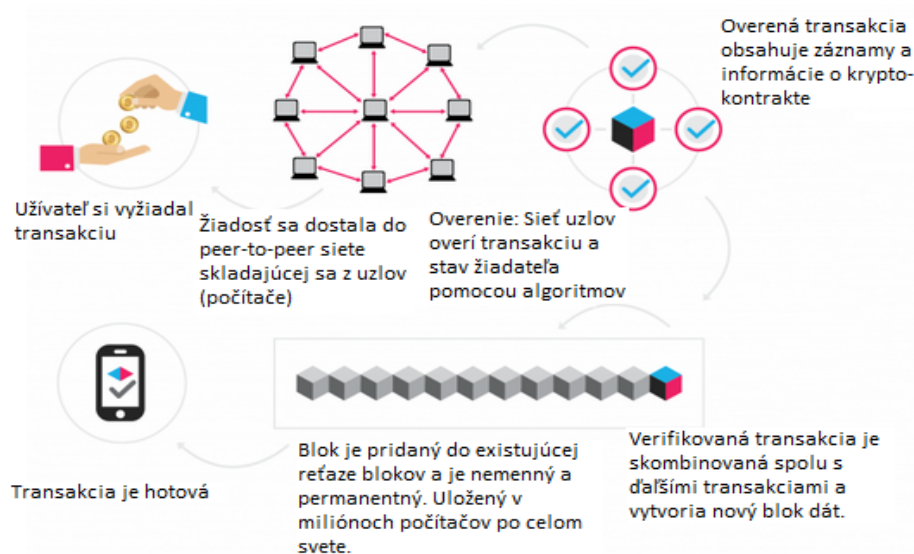 Užívateľ si vyžiadal
transakciu
Žiadosť sa dostala do
peer-to-peer siete
skladajúcej sa z uzlov
(počítače)
Overenie: Sieť uzlov
overí transakciu a
stav žiadateľa
pomocou algoritmov
Overená transakcia
obsahuje záznamy a
informácie o krypto-
kontrakte
Verifikovaná transakcia je
skombinovaná spolu s
ďaľšími transakciami a
vytvoria nový blok dát.
Blok je pridaný do existujúcej
reťaze blokov a je nemenný a
permanentný. Uložený v
miliónoch počítačov po celom
svete.
Transakcia je hotová